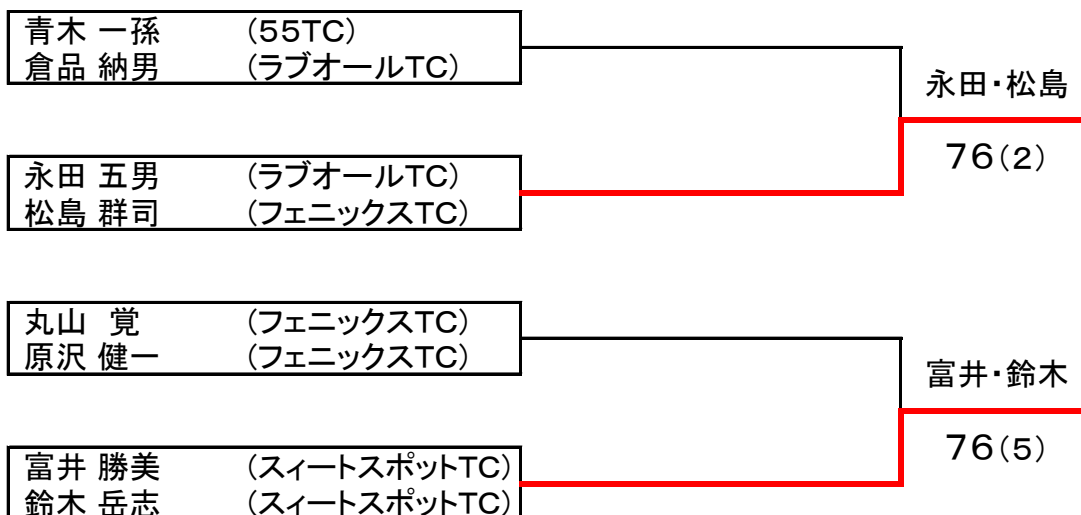 青木 一孫 (55TC)
倉品 納男 (ラブオールTC)
永田・松島
76(2)
永田 五男 (ラブオールTC)
松島 群司 (フェニックスTC)
丸山 覚 (フェニックスTC)
原沢 健一 (フェニックスTC)
富井・鈴木
76(5)
富井 勝美 (スィートスポットTC)
鈴木 岳志 (スィートスポットTC)